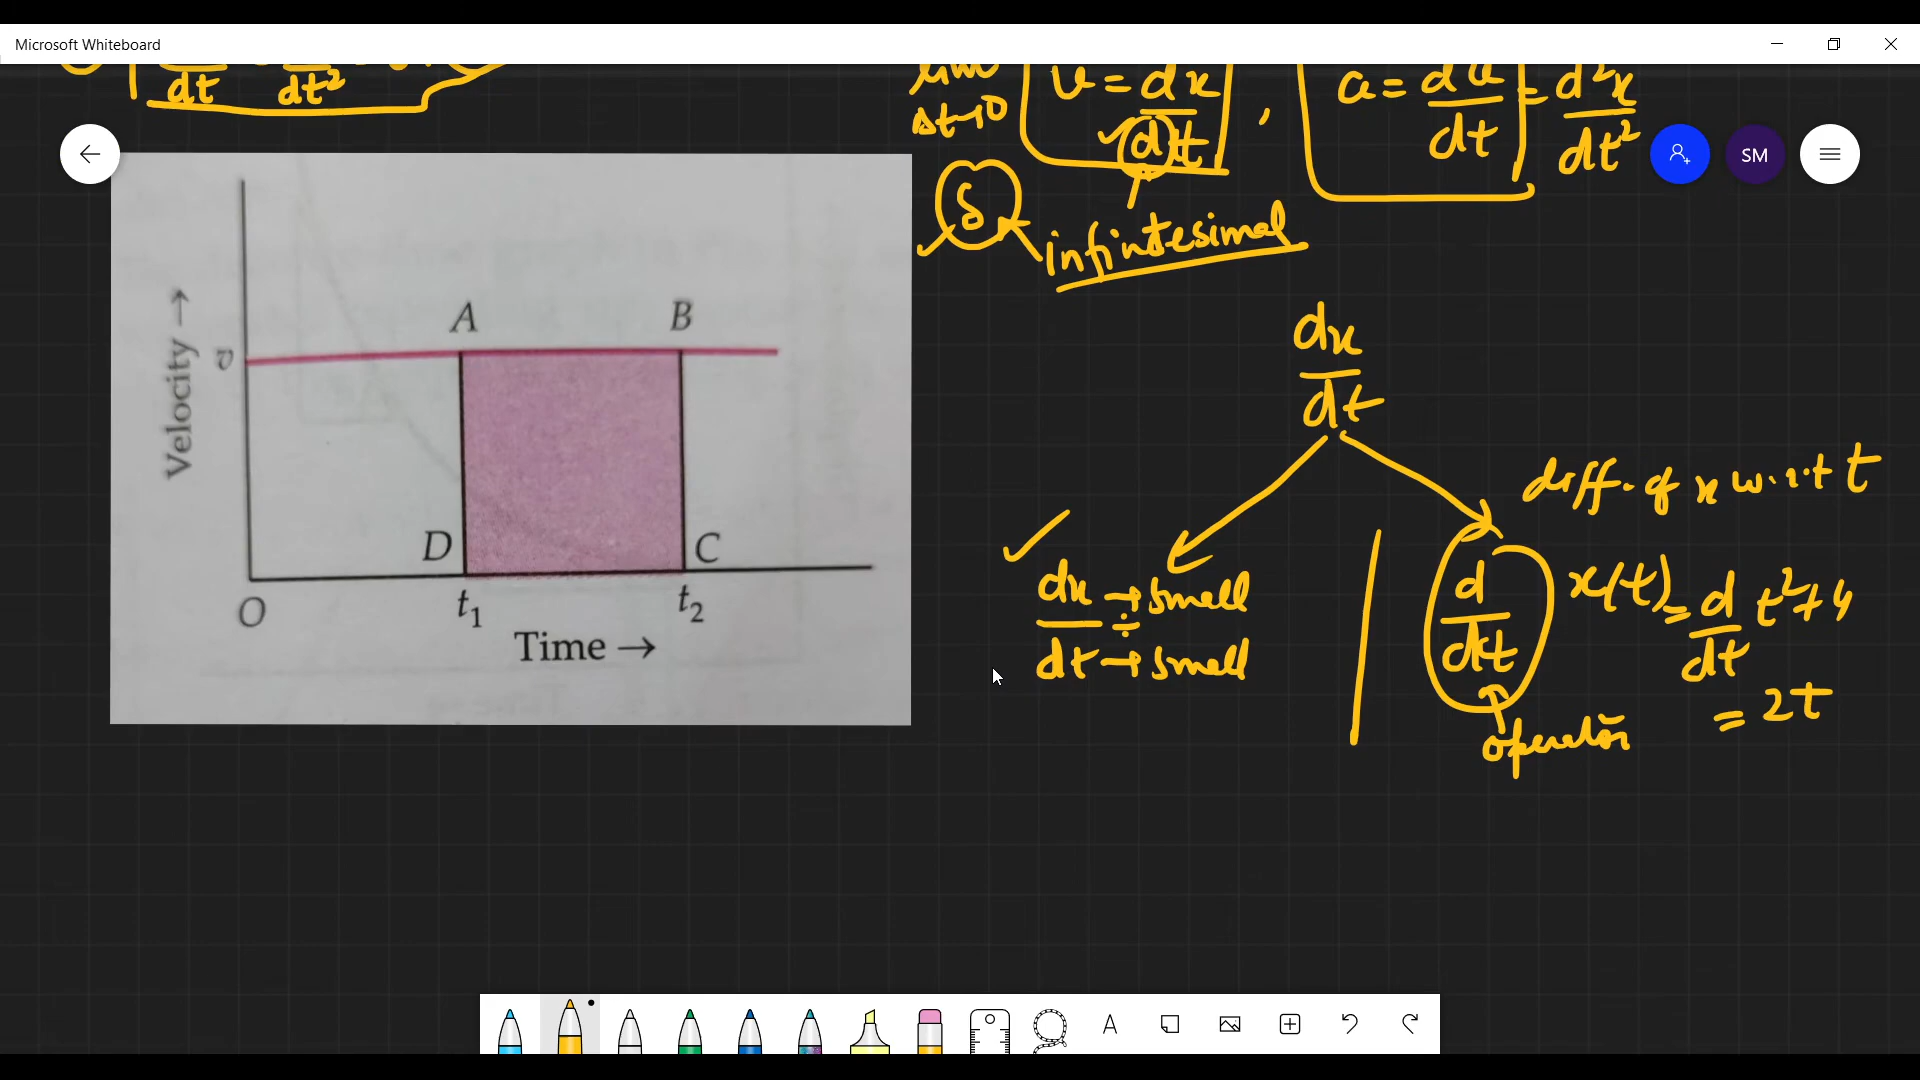 Microsoft Whiteboard
dt dt²
lim
Δt→0
v = dx
dt
,
a = dv = d²x
dt dt²
SM
δ
infintesimal
A B
v
Velocity →
D C
O t₁ t₂
Time →
dx
dt
diff. of x w.r.t t
dx → small
÷
dt → small
d
dt
x(t) = d t²+4
dt
= 2t
operator
A